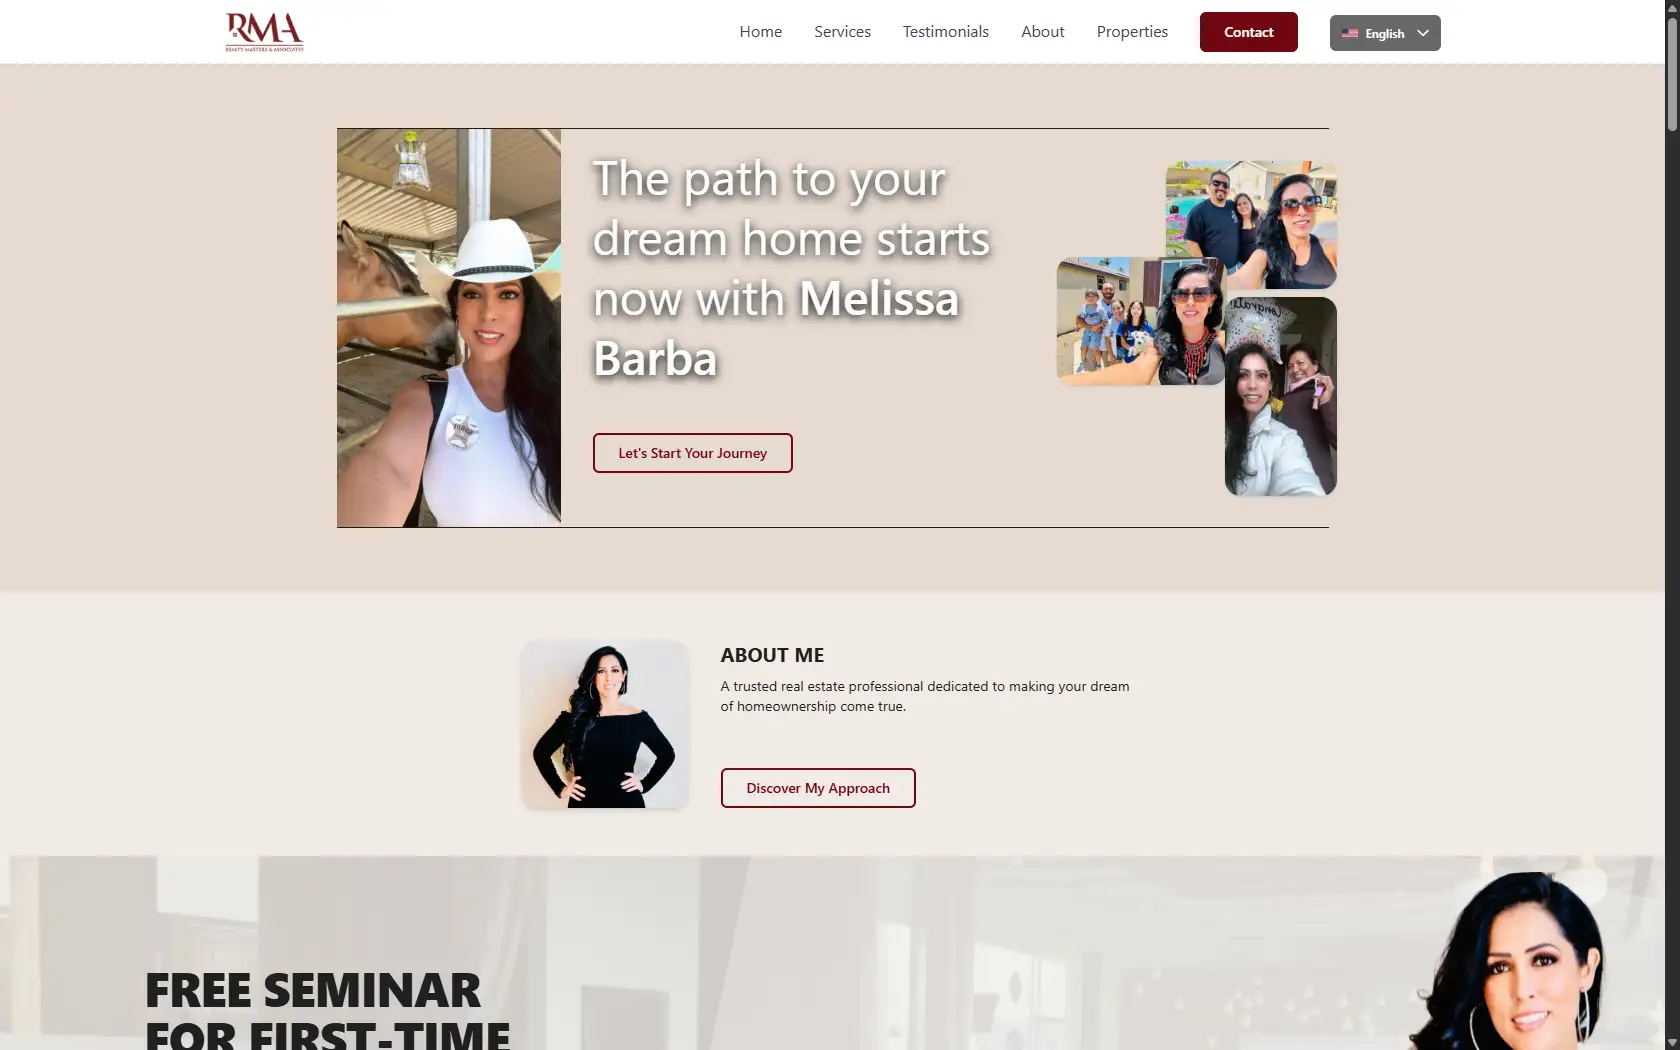 RMA
REALTY MASTERS & ASSOCIATES
Home
Services
Testimonials
About
Properties
Contact
English
The path to your
dream home starts
now with Melissa
Barba
Let's Start Your Journey
ABOUT ME
A trusted real estate professional dedicated to making your dream
of homeownership come true.
Discover My Approach
FREE SEMINAR
FOR FIRST-TIME